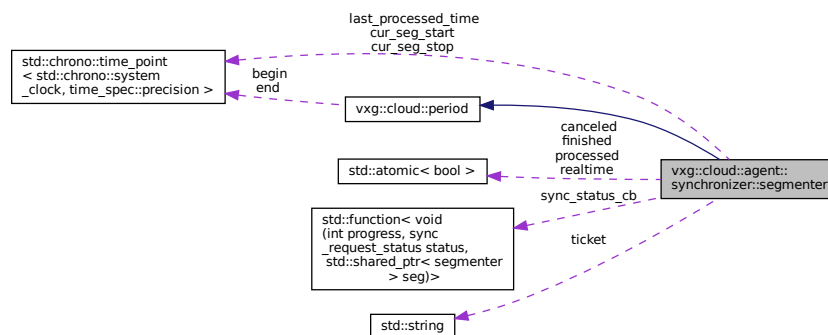 last_processed_time
cur_seg_start
cur_seg_stop
std::chrono::time_point
< std::chrono::system
_clock, time_spec::precision >
begin
end
vxg::cloud::period
canceled
finished
processed
realtime
std::atomic< bool >
vxg::cloud::agent::
synchronizer::segmenter
sync_status_cb
std::function< void
(int progress, sync
_request_status status,
std::shared_ptr< segmenter
> seg)>
ticket
std::string